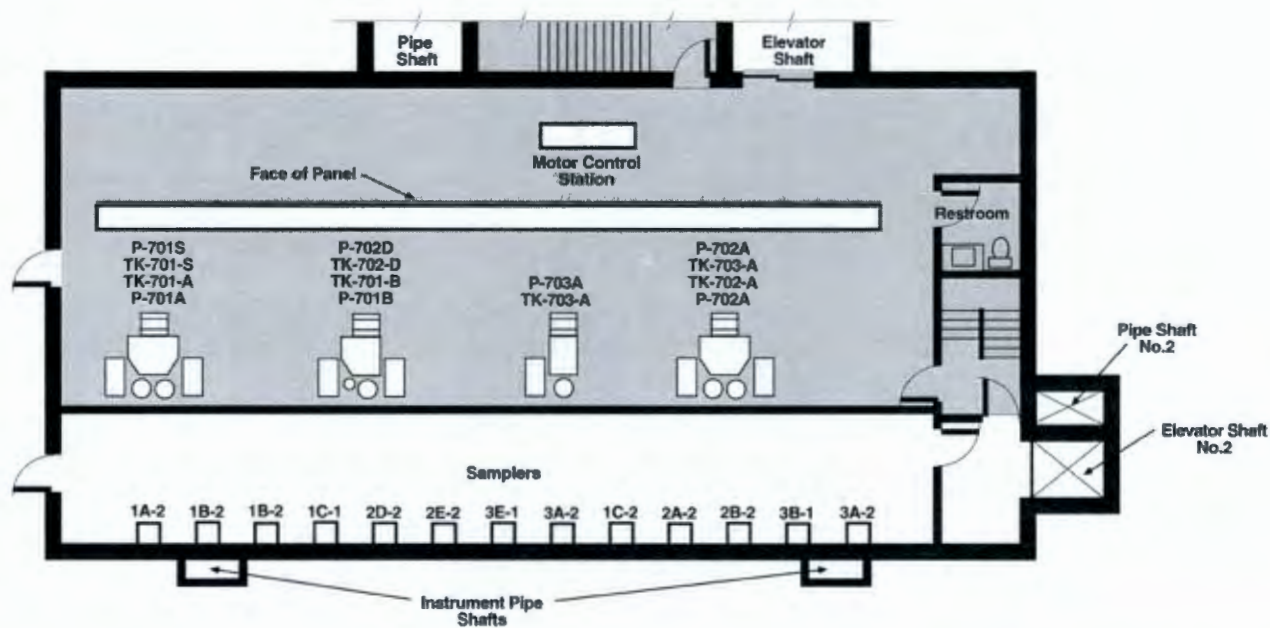 Pipe
Shaft
Elevator
Shaft
Motor Control
Station
Face of Panel
Restroom
P-701S
TK-701-S
TK-701-A
P-701A
P-702D
TK-702-D
TK-701-B
P-701B
P-703A
TK-703-A
P-702A
TK-703-A
TK-702-A
P-702A
Pipe Shaft
No.2
Elevator Shaft
No.2
Samplers
1A-2 1B-2 1B-2 1C-1 2D-2 2E-2 3E-1 3A-2 1C-2 2A-2 2B-2 3B-1 3A-2
Instrument Pipe
Shafts